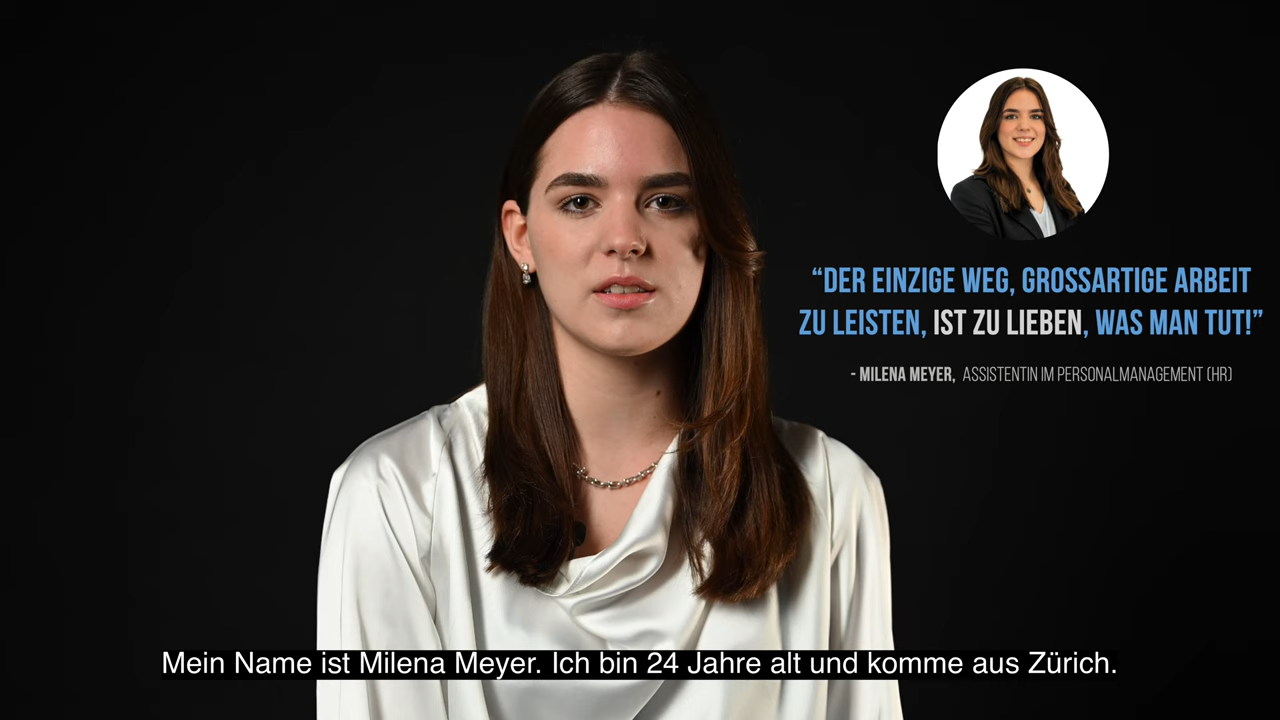 “DER EINZIGE WEG, GROSSARTIGE ARBEIT
ZU LEISTEN, IST ZU LIEBEN, WAS MAN TUT!”
- MILENA MEYER, ASSISTENTIN IM PERSONALMANAGEMENT (HR)
Mein Name ist Milena Meyer. Ich bin 24 Jahre alt und komme aus Zürich.